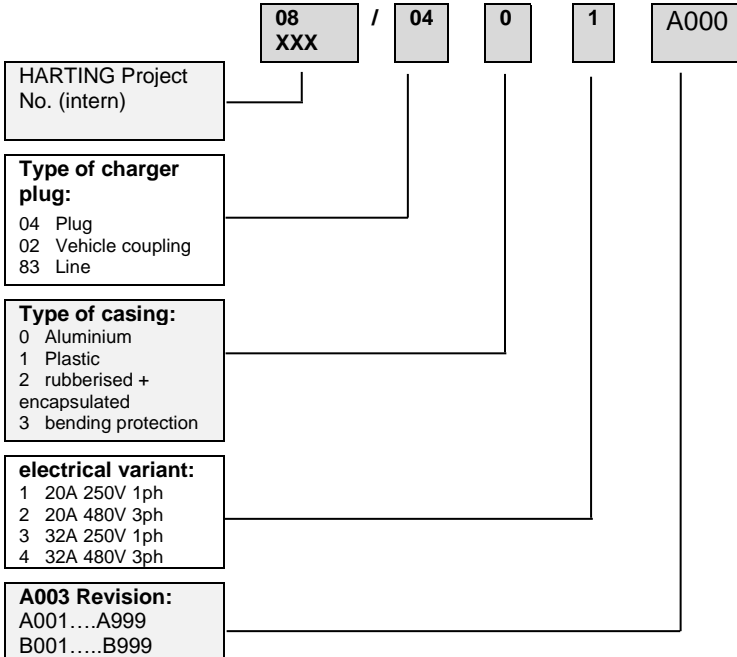 08 / 04 0 1 A000
XXX
HARTING Project
No. (intern)
Type of charger
plug:
04 Plug
02 Vehicle coupling
83 Line
Type of casing:
0 Aluminium
1 Plastic
2 rubberised +
encapsulated
3 bending protection
electrical variant:
1 20A 250V 1ph
2 20A 480V 3ph
3 32A 250V 1ph
4 32A 480V 3ph
A003 Revision:
A001….A999
B001…..B999